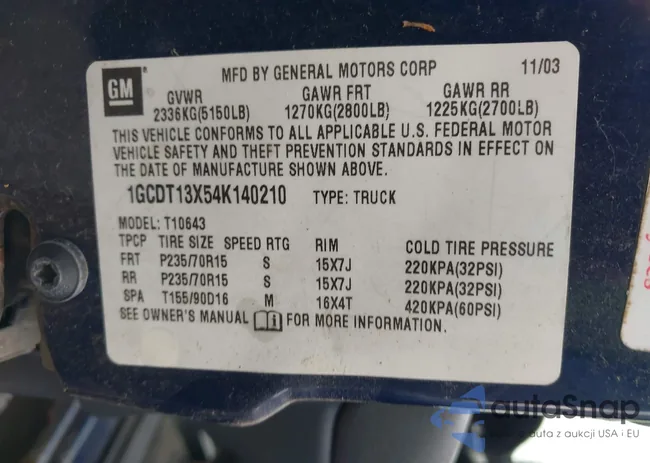 GM
MFD BY GENERAL MOTORS CORP 11/03
GVWR GAWR FRT GAWR RR
2336KG(5150LB) 1270KG(2800LB) 1225KG(2700LB)
THIS VEHICLE CONFORMS TO ALL APPLICABLE U.S. FEDERAL MOTOR
VEHICLE SAFETY AND THEFT PREVENTION STANDARDS IN EFFECT ON
THE DATE OF MANUFACTURE SHOWN ABOVE.
1GCDT13X54K140210 TYPE: TRUCK
MODEL: T10643
TPCP TIRE SIZE SPEED RTG RIM COLD TIRE PRESSURE
FRT P235/70R15 S 15X7J 220KPA(32PSI)
RR P235/70R15 S 15X7J 220KPA(32PSI)
SPA T155/90D16 M 16X4T 420KPA(60PSI)
SEE OWNER'S MANUAL FOR MORE INFORMATION.
autoSnap
auta z aukcji USA i EU